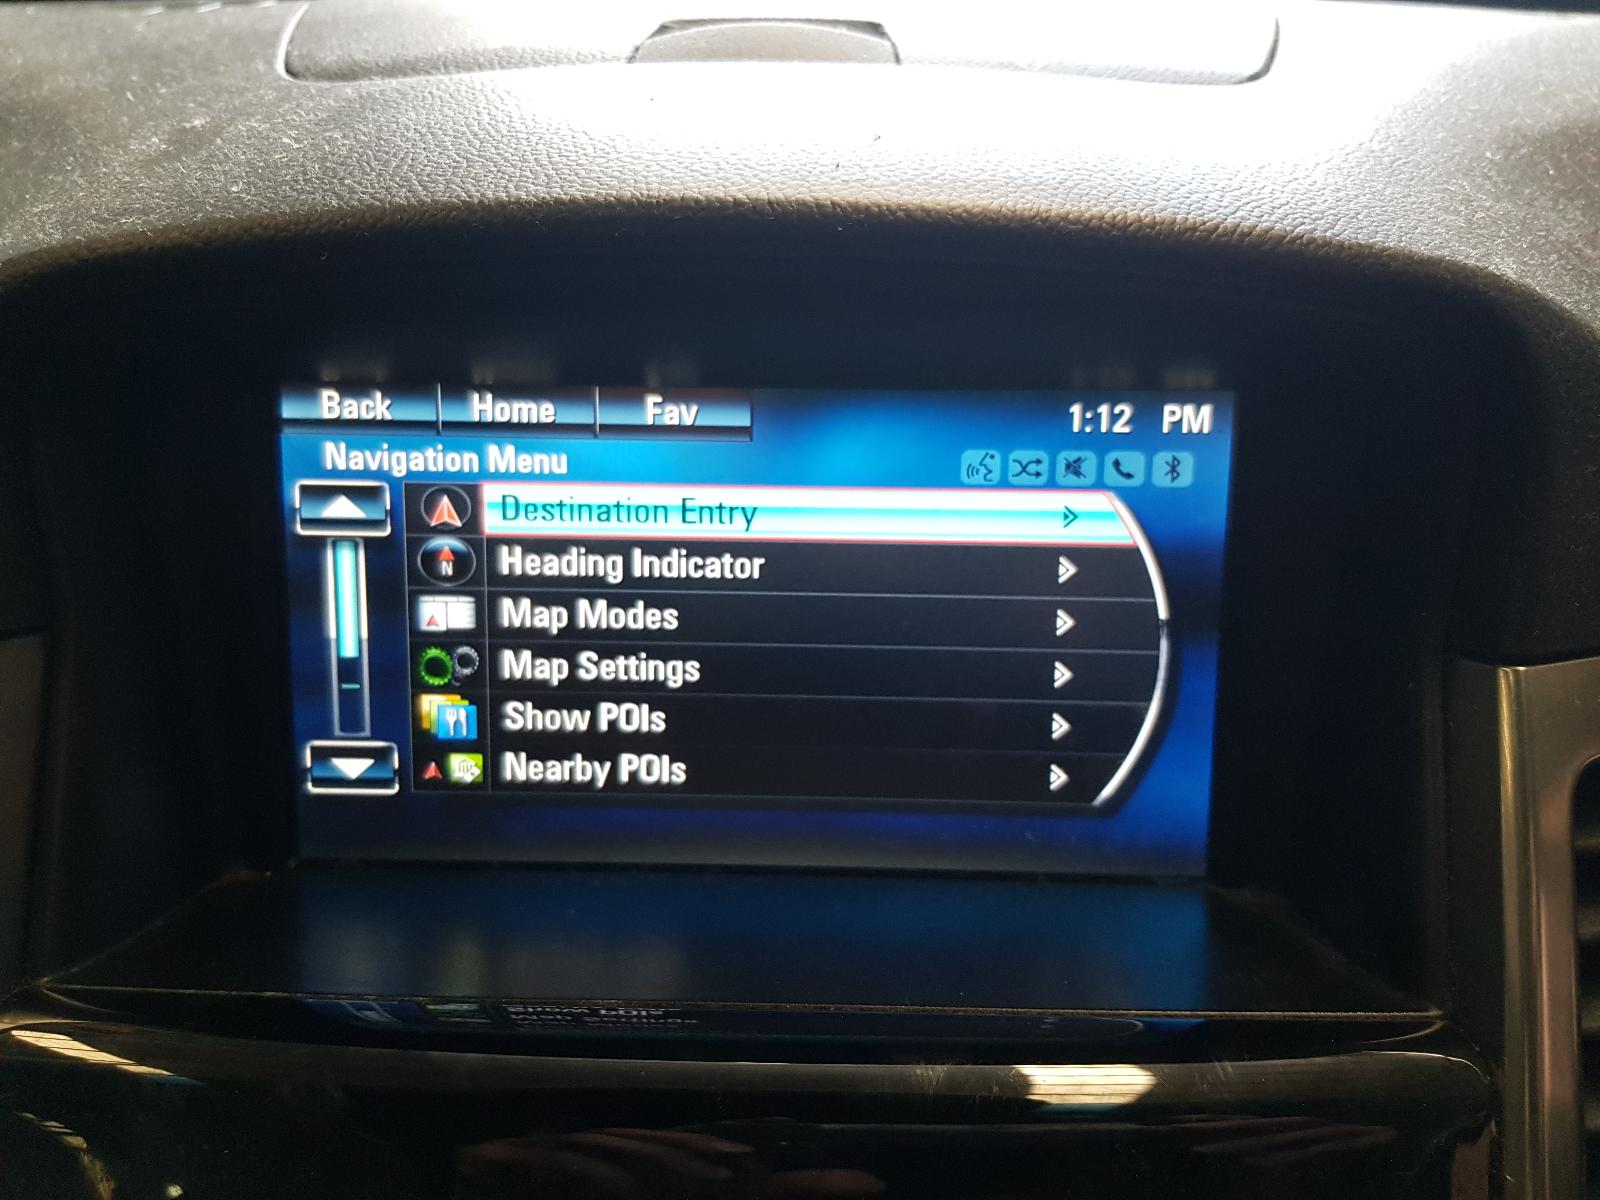 Back Home Fav 1:12 PM
Navigation Menu
Destination Entry
N Heading Indicator
Map Modes
Map Settings
Show POIs
Nearby POIs